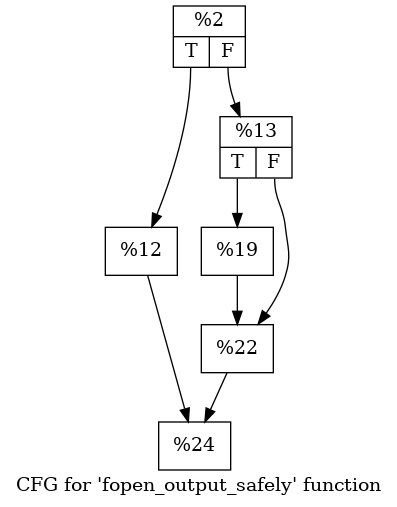 %2
T F
%13
T F
%12 %19
%22
%24
CFG for 'fopen_output_safely' function